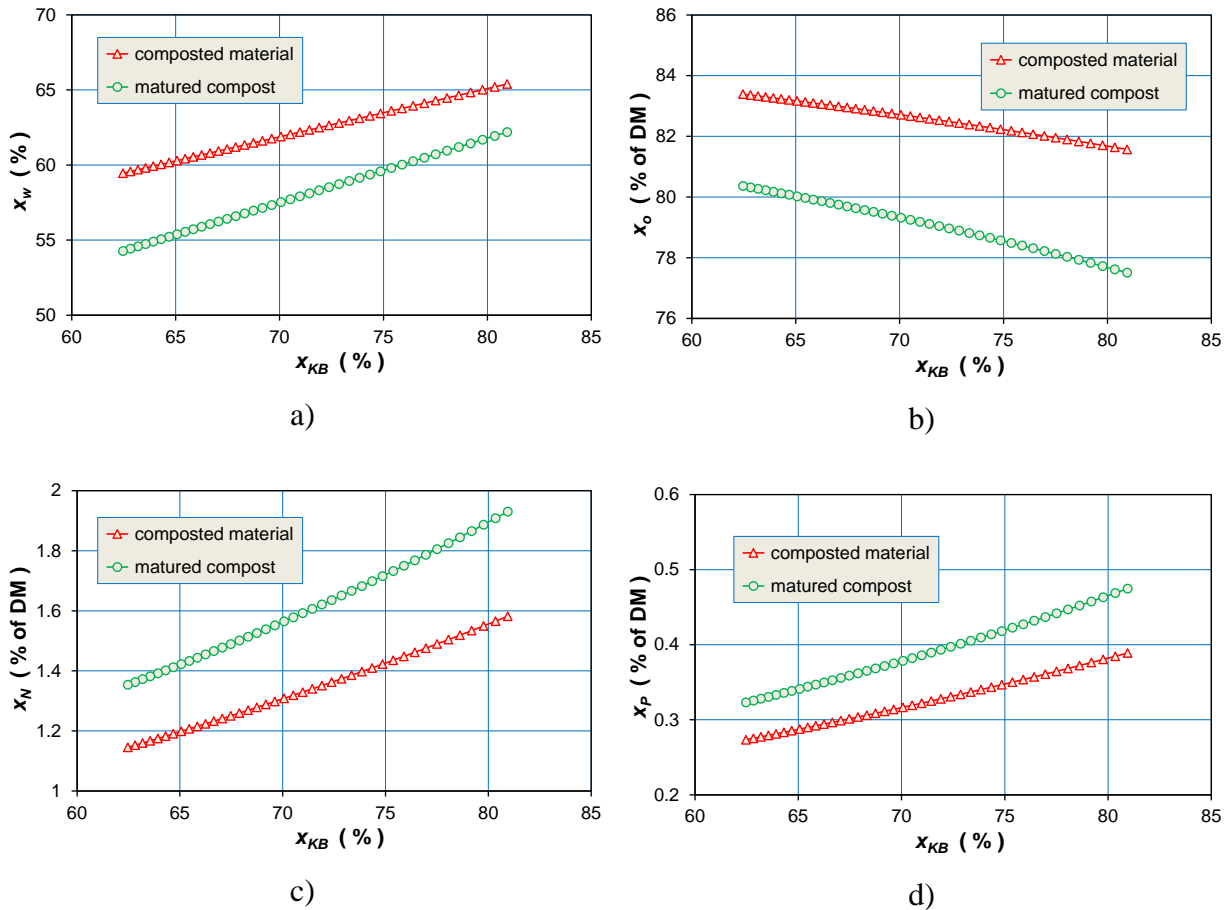 70
65
60
55
50
x_w (%)
composted material
matured compost
60 65 70 75 80 85
x_KB ( % )
a)
86
84
82
80
78
76
x_o ( % of DM )
composted material
matured compost
60 65 70 75 80 85
x_KB ( % )
b)
2
1.8
1.6
1.4
1.2
1
x_N ( % of DM )
composted material
matured compost
60 65 70 75 80 85
x_KB ( % )
c)
0.6
0.5
0.4
0.3
0.2
x_P ( % of DM )
composted material
matured compost
60 65 70 75 80 85
x_KB ( % )
d)